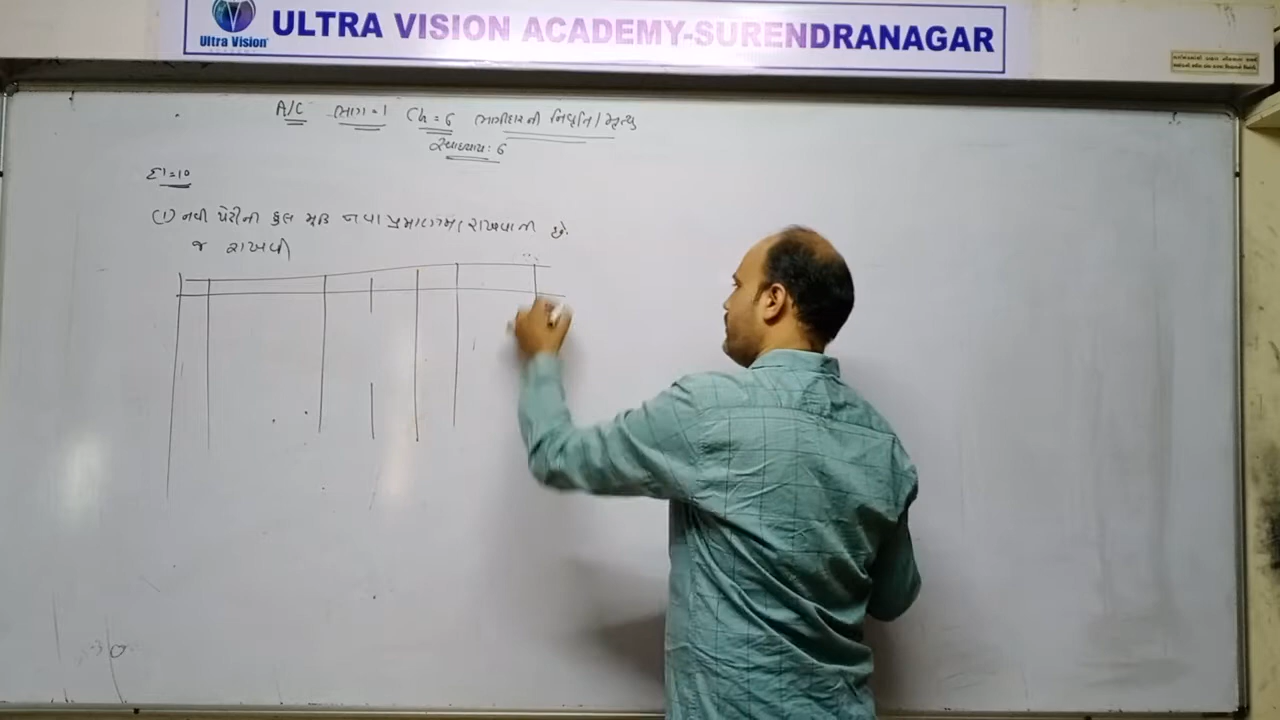 Ultra Vision
ULTRA VISION ACADEMY-SURENDRANAGAR
A/C ભાગ=1 Ch=6 ભાગીદારની નિવૃત્તિ/મૃત્યુ
સ્વાધ્યાય: 6
દા=10
(1) નવી પેઢીની કુલ મૂડી નવા પ્રમાણમાં રાખવાની છે.
જ રાખવી